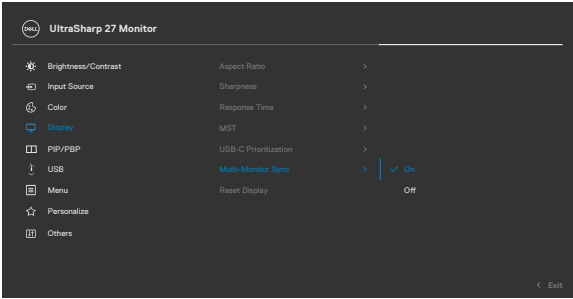 DELL UltraSharp 27 Monitor
Brightness/Contrast Aspect Ratio
Input Source Sharpness
Color Response Time
Display MST
PIP/PBP USB-C Prioritization
USB Multi-Monitor Sync On
Menu Reset Display Off
Personalize
Others
Exit